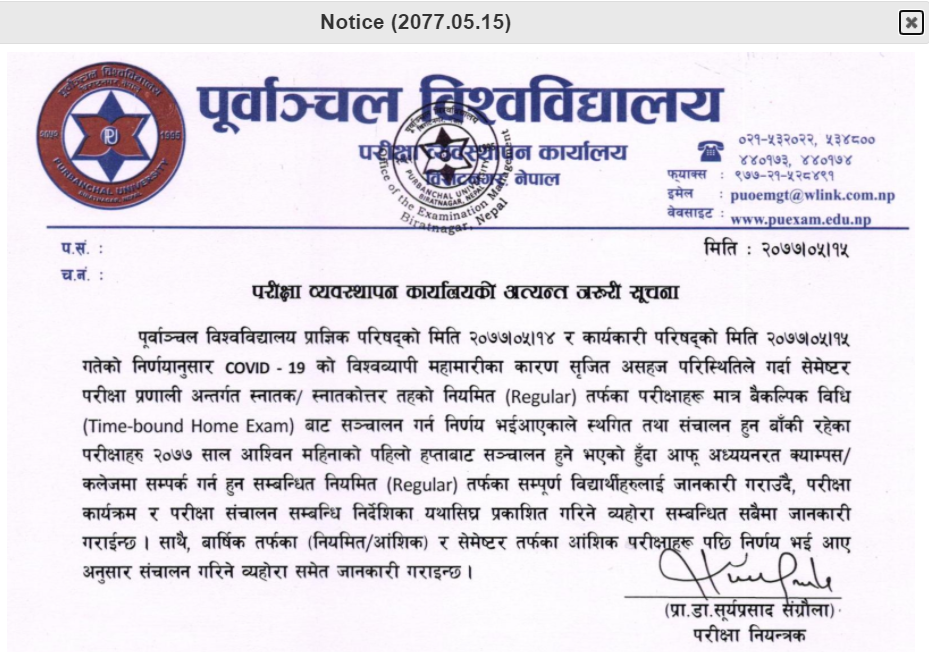 Notice (2077.05.15)
पूर्वाञ्चल विश्वविद्यालय
परीक्षा व्यवस्थापन कार्यालय
विराटनगर नेपाल
PURBANCHAL UNIVERSITY
BIRATNAGAR, NEPAL
Office of the Examination Management
Biratnagar, Nepal
०२१-५३२०२२, ५३४८००
४४०१७३, ४४०१७४
फ्याक्स : ९७७-२१-५२८४९१
इमेल : puoemgt@wlink.com.np
वेवसाइट : www.puexam.edu.np
प.सं. :
मिति : २०७७।०५।१५
च.नं. :
परीक्षा व्यवस्थापन कार्यालयको अत्यन्त जरुरी सूचना
पूर्वाञ्चल विश्वविद्यालय प्राज्ञिक परिषद्को मिति २०७७।०५।१४ र कार्यकारी परिषद्को मिति २०७७।०५।१५
गतेको निर्णयानुसार COVID - 19 को विश्वव्यापी महामारीका कारण सृजित असहज परिस्थितिले गर्दा सेमेष्टर
परीक्षा प्रणाली अन्तर्गत स्नातक/ स्नातकोत्तर तहको नियमित (Regular) तर्फका परीक्षाहरू मात्र बैकल्पिक विधि
(Time-bound Home Exam) बाट सञ्चालन गर्न निर्णय भईआएकाले स्थगित तथा संचालन हुन बाँकी रहेका
परीक्षाहरु २०७७ साल आश्विन महिनाको पहिलो हप्ताबाट सञ्चालन हुने भएको हुँदा आफू अध्ययनरत क्याम्पस/
कलेजमा सम्पर्क गर्न हुन सम्बन्धित नियमित (Regular) तर्फका सम्पूर्ण विद्यार्थीहरुलाई जानकारी गराउँदै, परीक्षा
कार्यक्रम र परीक्षा संचालन सम्बन्धि निर्देशिका यथासिघ्र प्रकाशित गरिने व्यहोरा सम्बन्धित सबैमा जानकारी
गराईन्छ । साथै, बार्षिक तर्फका (नियमित/आंशिक) र सेमेष्टर तर्फका आंशिक परीक्षाहरू पछि निर्णय भई आए
अनुसार संचालन गरिने व्यहोरा समेत जानकारी गराइन्छ ।
(प्रा.डा.सूर्यप्रसाद संग्रौला)
परीक्षा नियन्त्रक